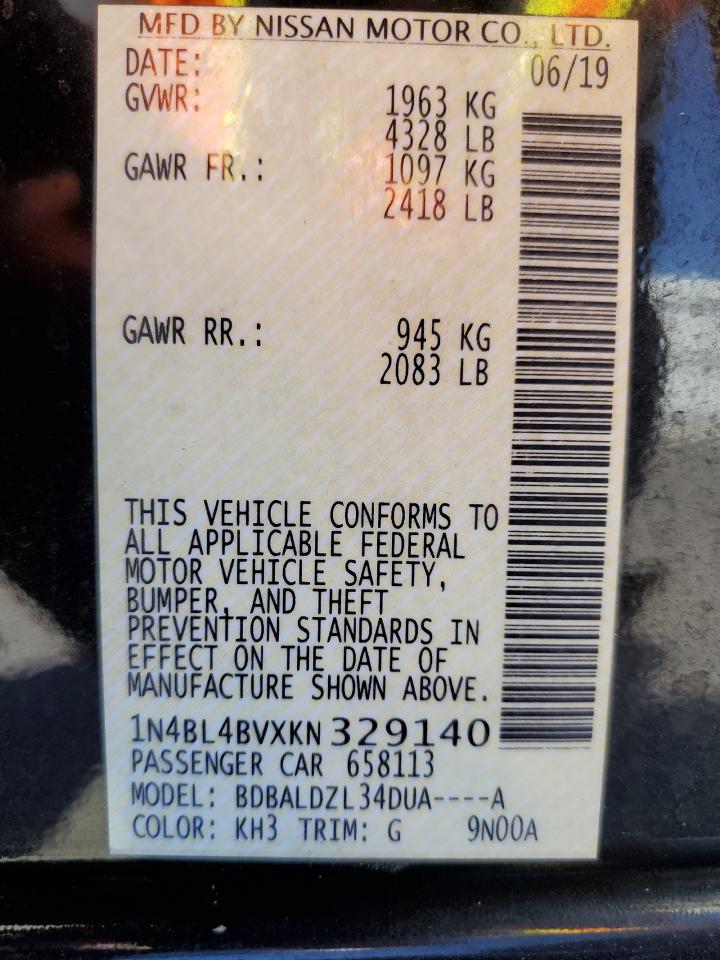 MFD BY NISSAN MOTOR CO., LTD.
DATE: 06/19
GVWR: 1963 KG
4328 LB
GAWR FR.: 1097 KG
2418 LB
GAWR RR.: 945 KG
2083 LB
THIS VEHICLE CONFORMS TO
ALL APPLICABLE FEDERAL
MOTOR VEHICLE SAFETY,
BUMPER, AND THEFT
PREVENTION STANDARDS IN
EFFECT ON THE DATE OF
MANUFACTURE SHOWN ABOVE.
1N4BL4BVXKN 329140
PASSENGER CAR 658113
MODEL: BDBALDZL34DUA----A
COLOR: KH3 TRIM: G 9N00A